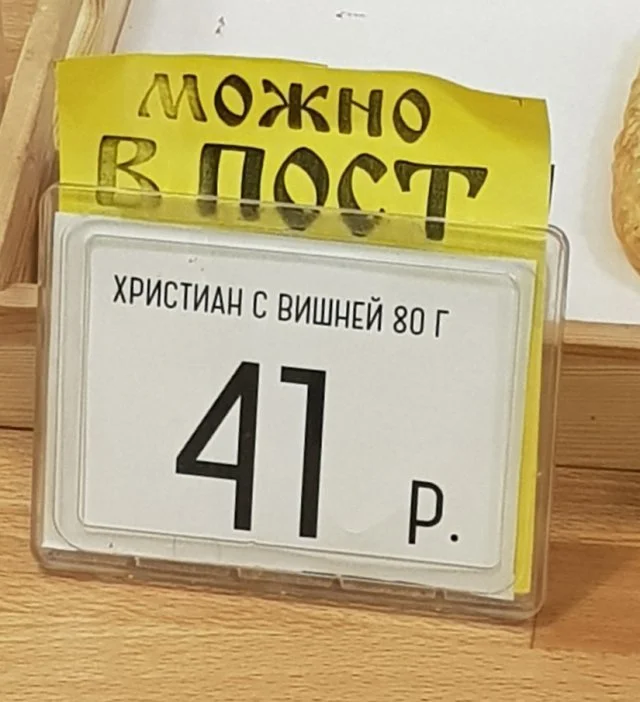 МОЖНО
В ПОСТ
ХРИСТИАН С ВИШНЕЙ 80 Г
41 р.